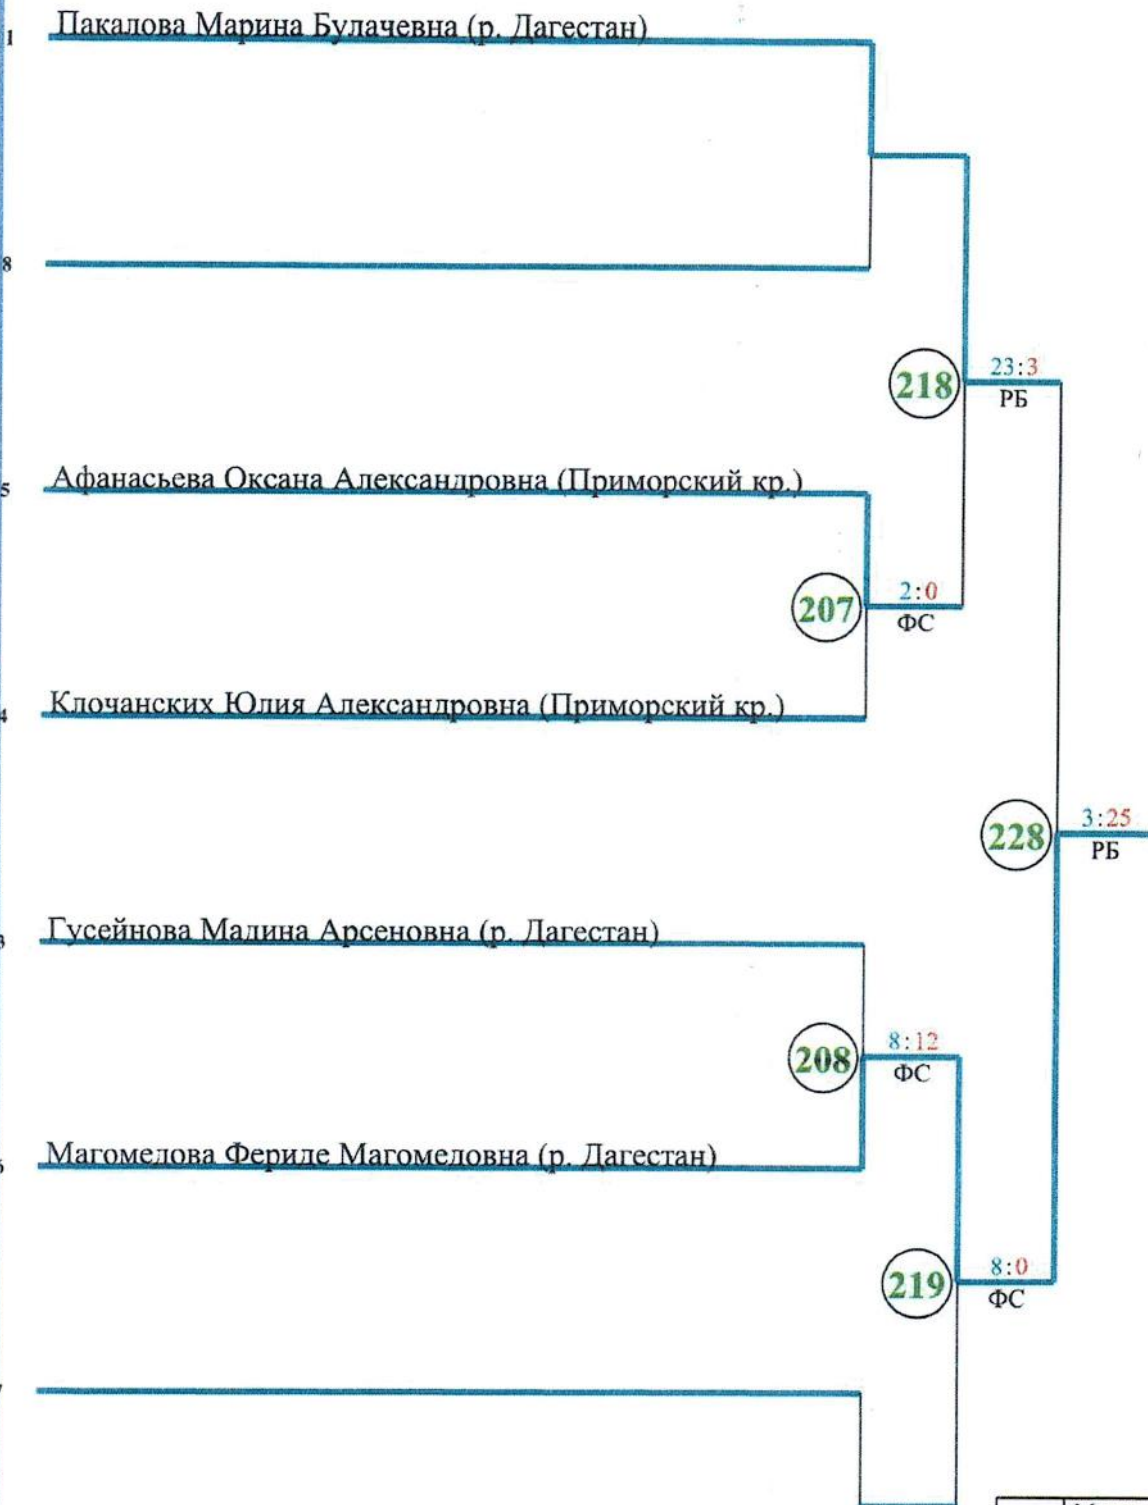 1 Пакалова Марина Булачевна (р. Дагестан)
8
218 23:3
РБ
5 Афанасьева Оксана Александровна (Приморский кр.)
207 2:0
ФС
4 Клочанских Юлия Александровна (Приморский кр.)
228 3:25
РБ
3 Гусейнова Мадина Арсеновна (р. Дагестан)
208 8:12
ФС
6 Магомедова Фериде Магомедовна (р. Дагестан)
219 8:0
ФС